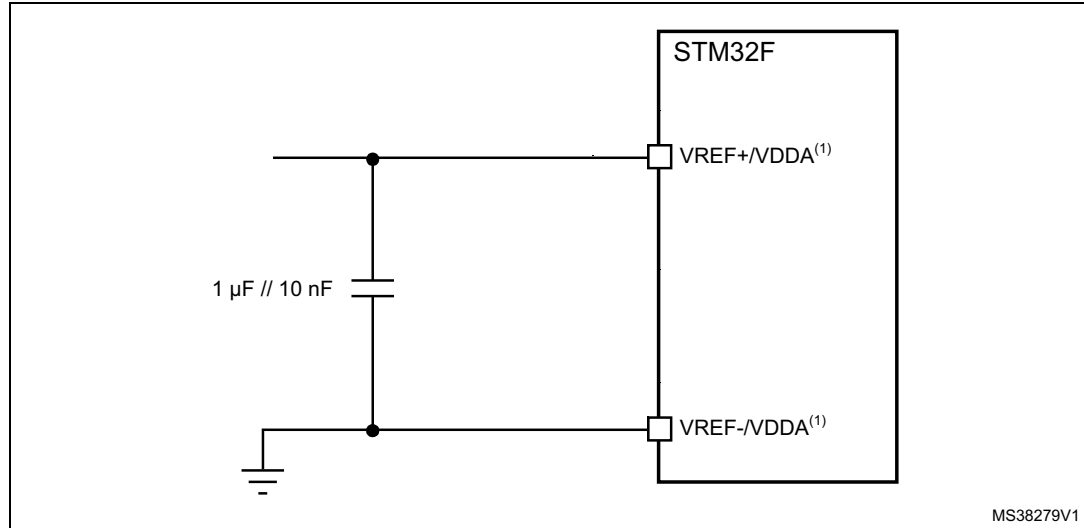 STM32F
VREF+/VDDA(1)
1 µF // 10 nF
VREF-/VDDA(1)
MS38279V1